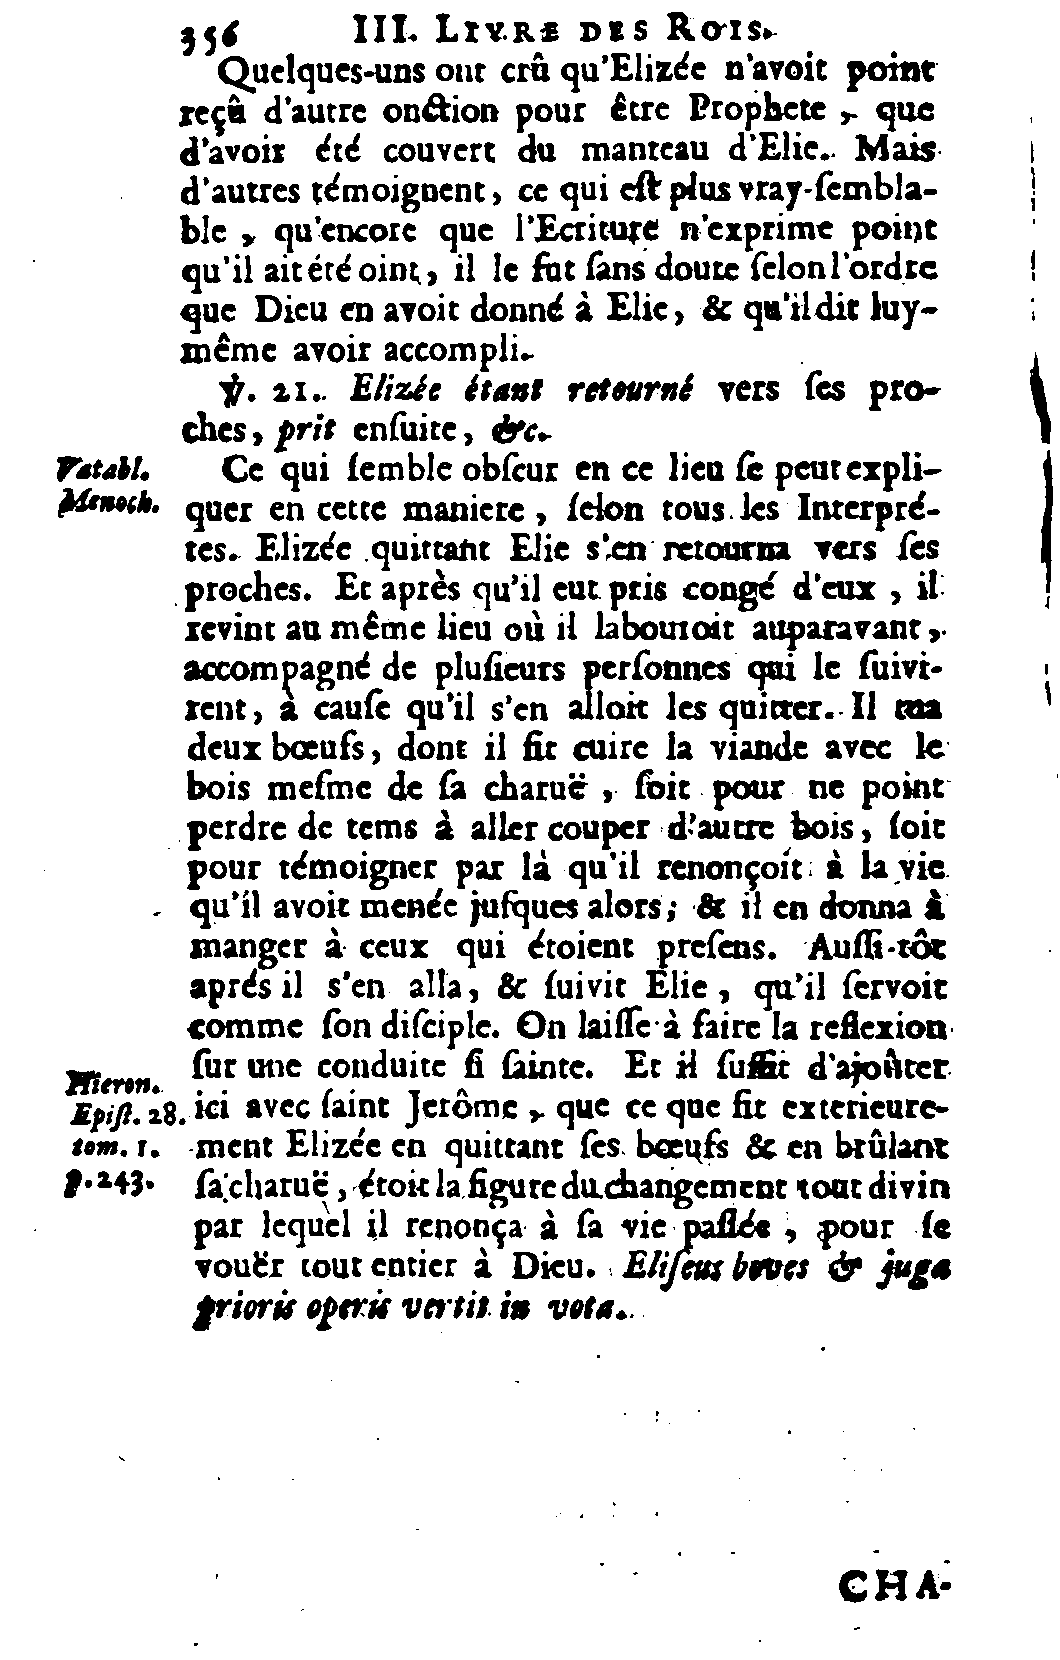 356 III. LIVRE DES ROIS.
Quelques-uns ont crû qu'Elizée n'avoit point
reçû d'autre onction pour être Prophete, que
d'avoir été couvert du manteau d'Elie. Mais
d'autres témoignent, ce qui eſt plus vray-ſembla-
ble, qu'encore que l'Ecriture n'exprime point
qu'il ait été oint, il le fut ſans doute ſelon l'ordre
que Dieu en avoit donné à Elie, & qu'il dit luy-
même avoir accompli.
℣. 21. Elizée étant retourné vers ſes pro-
ches, prit enſuite, &c.
Vatabl.
Menoch.
Ce qui ſemble obſcur en ce lieu ſe peut expli-
quer en cette maniere, ſelon tous les Interpré-
tes. Elizée quittant Elie s'en retourna vers ſes
proches. Et après qu'il eut pris congé d'eux, il
revint au même lieu où il labouroit auparavant,
accompagné de pluſieurs perſonnes qui le ſuivi-
rent, à cauſe qu'il s'en alloit les quitter. Il tua
deux bœufs, dont il fit cuire la viande avec le
bois meſme de ſa charuë, ſoit pour ne point
perdre de tems à aller couper d'autre bois, ſoit
pour témoigner par là qu'il renonçoit à la vie
qu'il avoit menée juſques alors; & il en donna à
manger à ceux qui étoient preſens. Auſſi-tôt
aprés il s'en alla, & ſuivit Elie, qu'il ſervoit
comme ſon diſciple. On laiſſe à faire la reflexion
ſur une conduite ſi ſainte. Et il ſuffit d'ajoûter
Hieron.
Epiſt. 28.
tom. 1.
p. 243.
ici avec ſaint Jerôme, que ce que fit exterieure-
ment Elizée en quittant ſes bœufs & en brûlant
ſa charuë, étoit la figure du changement tout divin
par lequel il renonça à ſa vie paſſée, pour ſe
vouër tout entier à Dieu. Eliſeus boves & juga
prioris operis vertit in vota.
CHA-